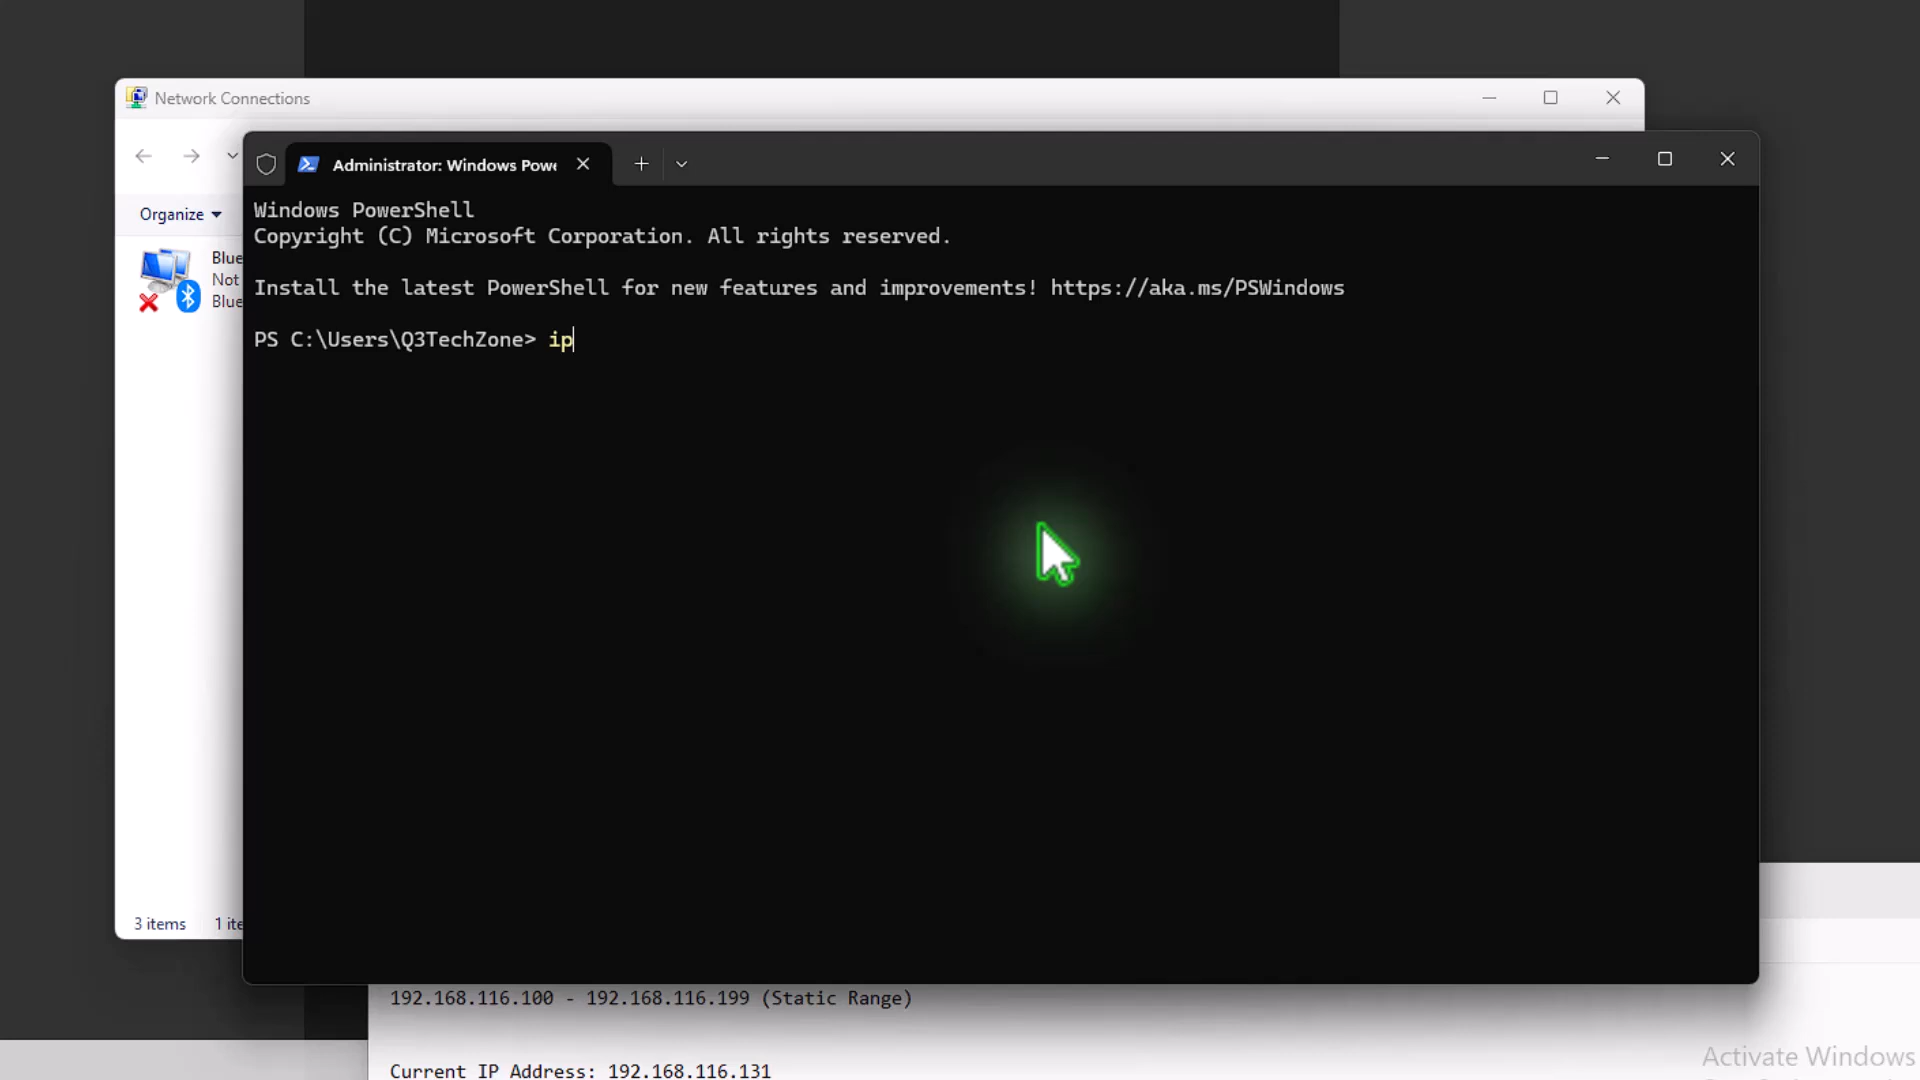 Network Connections
Administrator: Windows Powe
Organize
Windows PowerShell
Copyright (C) Microsoft Corporation. All rights reserved.
Blue
Not
Blue
Install the latest PowerShell for new features and improvements! https://aka.ms/PSWindows
PS C:\Users\Q3TechZone> ip
3 items 1 ite
192.168.116.100 - 192.168.116.199 (Static Range)
Current IP Address: 192.168.116.131
Activate Windows